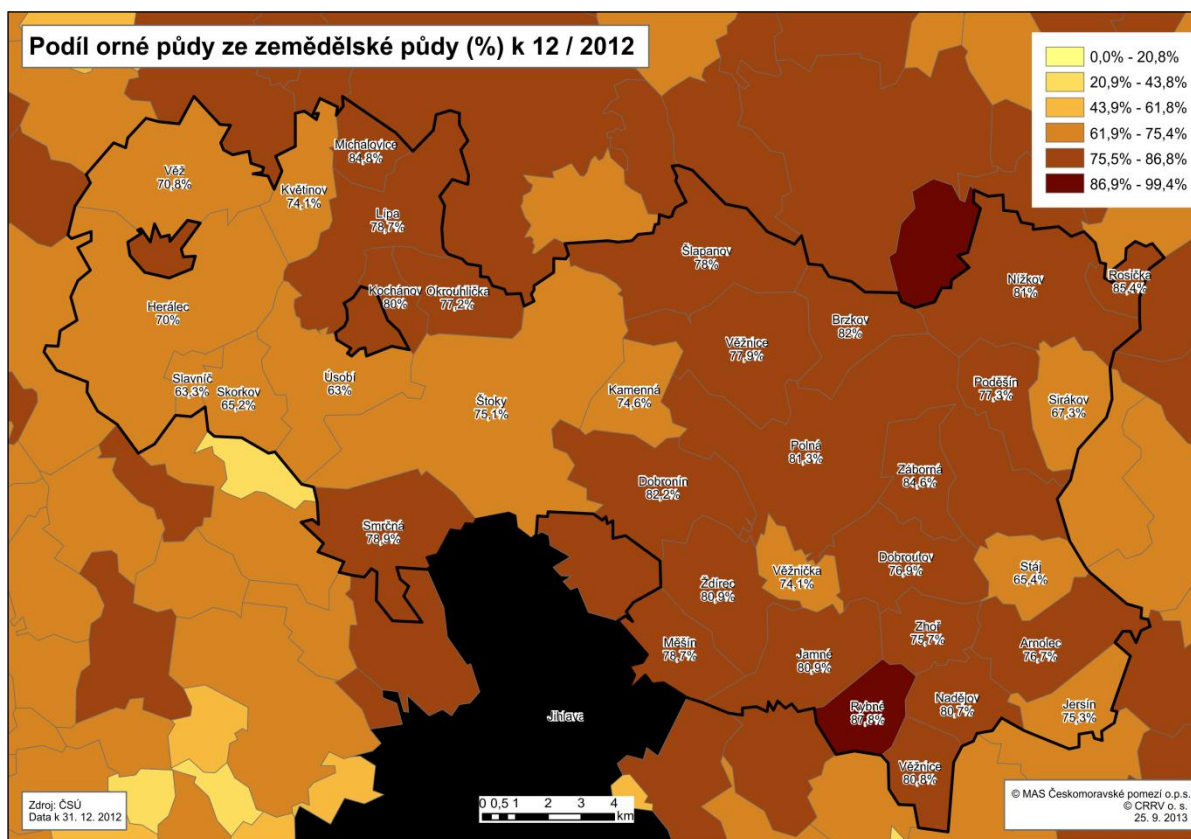 Podíl orné půdy ze zemědělské půdy (%) k 12 / 2012
0,0% - 20,8%
20,9% - 43,8%
43,9% - 61,8%
61,9% - 75,4%
75,5% - 86,8%
86,9% - 99,4%
Michalovice
84,8%
Věž
70,8%
Květinov
74,1%
Lípa
78,7%
Šlapanov
78%
Nížkov
81%
Rosička
85,4%
Kochánov
80%
Okrouhlička
77,2%
Herálec
70%
Brzkov
82%
Věžnice
77,9%
Slavníč
63,3%
Skorkov
65,2%
Úsobí
63%
Štoky
75,1%
Kamenná
74,6%
Poděšín
77,3%
Sirákov
67,3%
Polná
81,3%
Záborná
84,6%
Dobronín
82,2%
Smrčná
78,9%
Ždírec
80,9%
Věžnička
74,1%
Dobroutov
76,9%
Stáj
65,4%
Měšín
78,7%
Jamné
80,9%
Zhoř
75,7%
Arnolec
76,7%
Jihlava
Rybné
87,8%
Nadějov
80,7%
Jersín
75,3%
Věžnice
80,8%
Zdroj: ČSÚ
Data k 31. 12. 2012
0 0,5 1 2 3 4
km
© MAS Českomoravské pomezí o.p.s.
© CRRV o. s.
25. 9. 2013